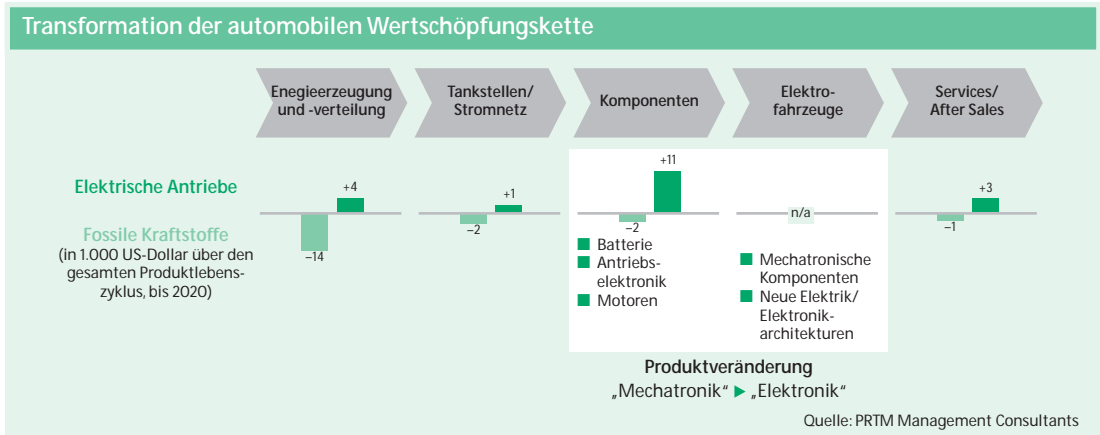 Transformation der automobilen Wertschöpfungskette
Enegieerzeugung
und -verteilung
Tankstellen/
Stromnetz
Komponenten
Elektro-
fahrzeuge
Services/
After Sales
Elektrische Antriebe
Fossile Kraftstoffe
(in 1.000 US-Dollar über den
gesamten Produktlebens-
zyklus, bis 2020)
+4
–14
+1
–2
+11
–2
n/a
+3
–1
Batterie
Antriebs-
elektronik
Motoren
Mechatronische
Komponenten
Neue Elektrik/
Elektronik-
architekturen
Produktveränderung
„Mechatronik“ ▶ „Elektronik“
Quelle: PRTM Management Consultants